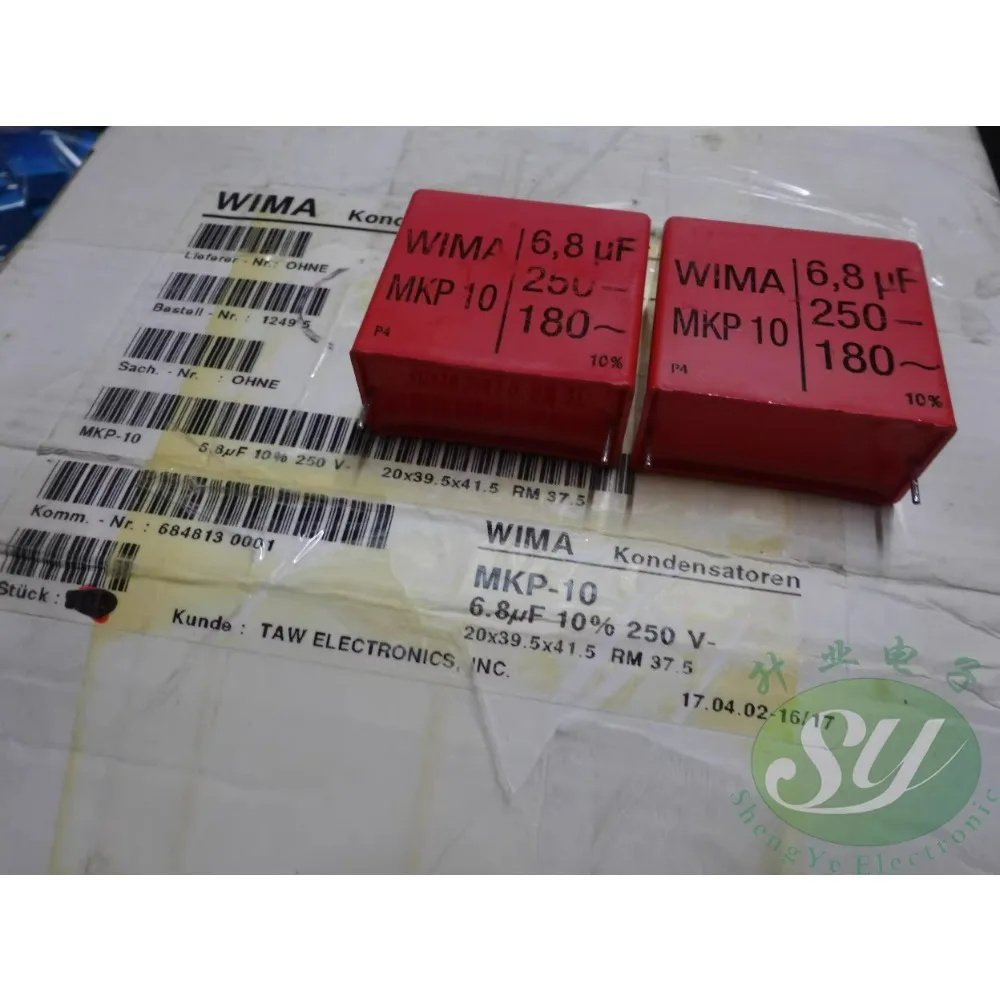 WIMA Kond
Lieferer - Nr.: OHNE
Bestell - Nr. : 1249 5
Sach. - Nr. : OHNE
MKP-10 6,8µF 10% 250 V- 20x39.5x41.5 RM 37.5
Komm. - Nr. : 684813 0001
Stück :
Kunde : TAW ELECTRONICS, INC.
WIMA
MKP 10
6,8 µF
250 –
180 ~
P4
10%
WIMA
MKP 10
6,8 µF
250 –
180 ~
P4
10%
WIMA Kondensatoren
MKP-10
6.8µF 10% 250 V-
20x39.5x41.5 RM 37.5
17.04.02-16/17
升业电子
SY
ShengYe Electronic